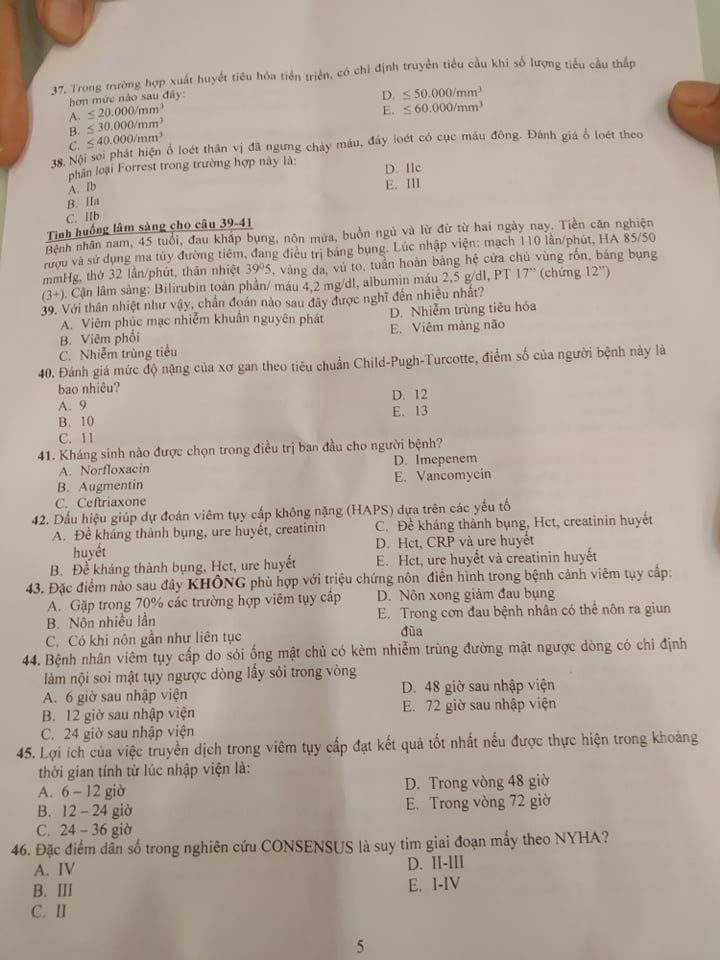 37. Trong trường hợp xuất huyết tiêu hóa tiến triển, có chỉ định truyền tiểu cầu khi số lượng tiểu cầu thấp
hơn mức nào sau đây:
A. ≤ 20.000/mm³
D. ≤ 50.000/mm³
B. ≤ 30.000/mm³
E. ≤ 60.000/mm³
C. ≤ 40.000/mm³
38. Nội soi phát hiện ổ loét thân vị đã ngưng chảy máu, đáy loét có cục máu đông. Đánh giá ổ loét theo
phân loại Forrest trong trường hợp này là:
A. Ib
D. IIc
B. IIa
E. III
C. IIb
Tình huống lâm sàng cho câu 39-41
Bệnh nhân nam, 45 tuổi, đau khắp bụng, nôn mửa, buồn ngủ và lừ đừ từ hai ngày nay. Tiền căn nghiện
rượu và sử dụng ma túy đường tiêm, đang điều trị báng bụng. Lúc nhập viện: mạch 110 lần/phút, HA 85/50
mmHg, thở 32 lần/phút, thân nhiệt 39⁰5, vàng da, vú to, tuần hoàn bàng hệ cửa chủ vùng rốn, báng bụng
(3+). Cận lâm sàng: Bilirubin toàn phần/ máu 4,2 mg/dl, albumin máu 2,5 g/dl, PT 17” (chứng 12”)
39. Với thân nhiệt như vậy, chẩn đoán nào sau đây được nghĩ đến nhiều nhất?
A. Viêm phúc mạc nhiễm khuẩn nguyên phát
D. Nhiễm trùng tiêu hóa
B. Viêm phổi
E. Viêm màng não
C. Nhiễm trùng tiểu
40. Đánh giá mức độ nặng của xơ gan theo tiêu chuẩn Child-Pugh-Turcotte, điểm số của người bệnh này là
bao nhiêu?
A. 9
D. 12
B. 10
E. 13
C. 11
41. Kháng sinh nào được chọn trong điều trị ban đầu cho người bệnh?
A. Norfloxacin
D. Imepenem
B. Augmentin
E. Vancomycin
C. Ceftriaxone
42. Dấu hiệu giúp dự đoán viêm tụy cấp không nặng (HAPS) dựa trên các yếu tố
A. Đề kháng thành bụng, ure huyết, creatinin
huyết
C. Đề kháng thành bụng, Hct, creatinin huyết
D. Hct, CRP và ure huyết
B. Đề kháng thành bụng, Hct, ure huyết
E. Hct, ure huyết và creatinin huyết
43. Đặc điểm nào sau đây KHÔNG phù hợp với triệu chứng nôn điển hình trong bệnh cảnh viêm tụy cấp:
A. Gặp trong 70% các trường hợp viêm tụy cấp
D. Nôn xong giảm đau bụng
B. Nôn nhiều lần
E. Trong cơn đau bệnh nhân có thể nôn ra giun
đũa
C. Có khi nôn gần như liên tục
44. Bệnh nhân viêm tụy cấp do sỏi ống mật chủ có kèm nhiễm trùng đường mật ngược dòng có chỉ định
làm nội soi mật tụy ngược dòng lấy sỏi trong vòng
A. 6 giờ sau nhập viện
D. 48 giờ sau nhập viện
B. 12 giờ sau nhập viện
E. 72 giờ sau nhập viện
C. 24 giờ sau nhập viện
45. Lợi ích của việc truyền dịch trong viêm tụy cấp đạt kết quả tốt nhất nếu được thực hiện trong khoảng
thời gian tính từ lúc nhập viện là:
A. 6 – 12 giờ
D. Trong vòng 48 giờ
B. 12 – 24 giờ
E. Trong vòng 72 giờ
C. 24 – 36 giờ
46. Đặc điểm dân số trong nghiên cứu CONSENSUS là suy tim giai đoạn mấy theo NYHA?
A. IV
D. II-III
B. III
E. I-IV
C. II
5